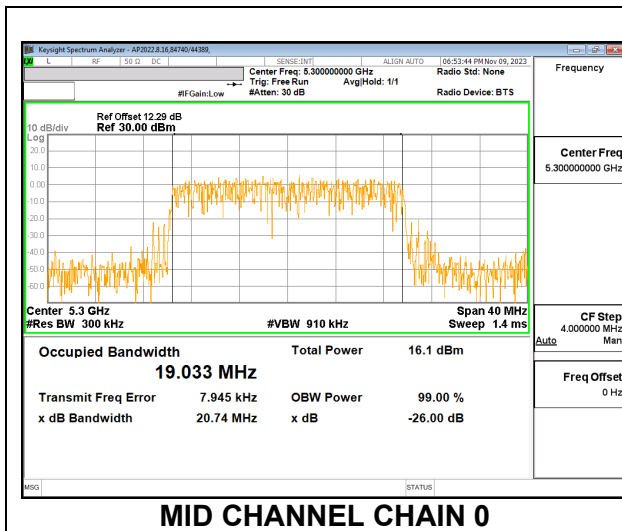 Keysight Spectrum Analyzer - AP2022.8.16,84740/44389,
L RF 50 Ω DC SENSE:INT ALIGN AUTO 06:53:44 PM Nov 09, 2023
Center Freq: 5.300000000 GHz Radio Std: None
Trig: Free Run Avg|Hold: 1/1
#IFGain:Low #Atten: 30 dB Radio Device: BTS
Frequency
Ref Offset 12.29 dB
10 dB/div Ref 30.00 dBm
Log
20.0
10.0
0.00
-10.0
-20.0
-30.0
-40.0
-50.0
-60.0
Center Freq
5.300000000 GHz
Center 5.3 GHz Span 40 MHz
#Res BW 300 kHz #VBW 910 kHz Sweep 1.4 ms
CF Step
4.000000 MHz
Auto Man
Occupied Bandwidth Total Power 16.1 dBm
19.033 MHz
Transmit Freq Error 7.945 kHz OBW Power 99.00 %
x dB Bandwidth 20.74 MHz x dB -26.00 dB
Freq Offset
0 Hz
MSG STATUS
MID CHANNEL CHAIN 0